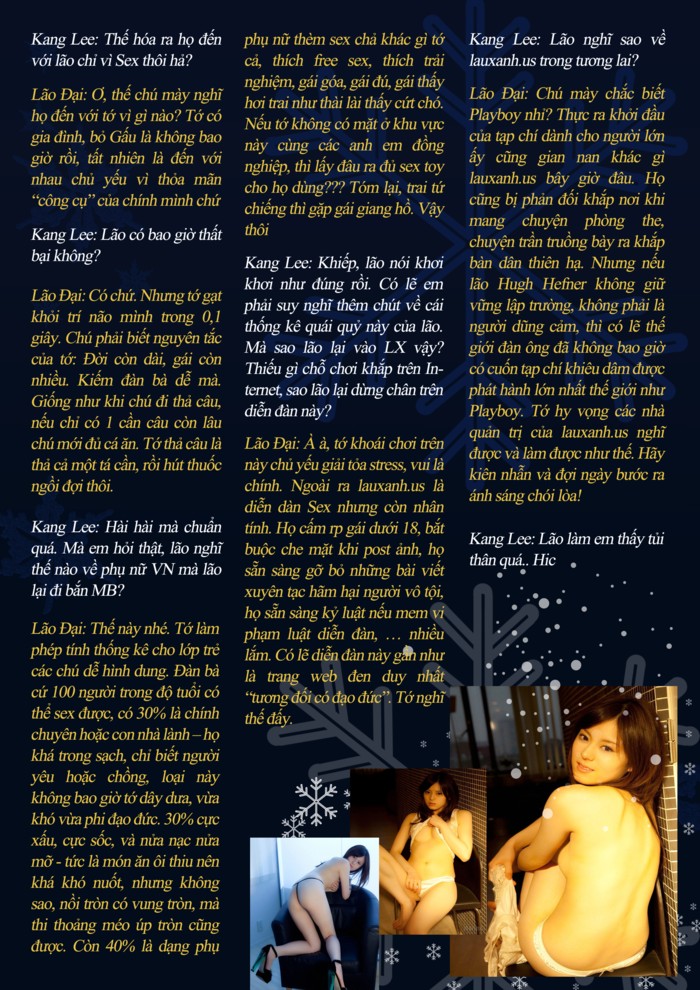 Kang Lee: Thế hóa ra họ đến
với lão chỉ vì Sex thôi hả?
Lão Đại: Ơ, thế chú mày nghĩ
họ đến với tớ vì gì nào? Tớ có
gia đình, bỏ Gấu là không bao
giờ rồi, tất nhiên là đến với
nhau chủ yếu vì thỏa mãn
“công cụ” của chính mình chứ
Kang Lee: Lão có bao giờ thất
bại không?
Lão Đại: Có chứ. Nhưng tớ gạt
khỏi trí não mình trong 0,1
giây. Chú phải biết nguyên tắc
của tớ: Đời còn dài, gái còn
nhiều. Kiếm đàn bà dễ mà.
Giống như khi chú đi thả câu,
nếu chỉ có 1 cần câu còn lâu
chú mới đủ cá ăn. Tớ thả câu là
thả cả một tá cần, rồi hút thuốc
ngồi đợi thôi.
Kang Lee: Hài hài mà chuẩn
quá. Mà em hỏi thật, lão nghĩ
thế nào về phụ nữ VN mà lão
lại đi bắn MB?
Lão Đại: Thế này nhé. Tớ làm
phép tính thống kê cho lớp trẻ
các chú dễ hình dung. Đàn bà
cứ 100 người trong độ tuổi có
thể sex được, có 30% là chính
chuyên hoặc con nhà lành – họ
khá trong sạch, chỉ biết người
yêu hoặc chồng, loại này
không bao giờ tớ dây dưa, vừa
khó vừa phi đạo đức. 30% cực
xấu, cực sốc, và nửa nạc nửa
mỡ - tức là món ăn ôi thiu nên
khá khó nuốt, nhưng không
sao, nồi tròn có vung tròn, mà
thi thoảng méo úp tròn cũng
được. Còn 40% là dạng phụ
phụ nữ thèm sex chả khác gì tớ
cả, thích free sex, thích trải
nghiệm, gái góa, gái đú, gái thấy
hơi trai như thài lài thấy cứt chó.
Nếu tớ không có mặt ở khu vực
này cùng các anh em đồng
nghiệp, thì lấy đâu ra đủ sex toy
cho họ dùng??? Tóm lại, trai tứ
chiếng thì gặp gái giang hồ. Vậy
thôi
Kang Lee: Khiếp, lão nói khơi
khơi như đúng rồi. Có lẽ em
phải suy nghĩ thêm chút về cái
thống kê quái quỷ này của lão.
Mà sao lão lại vào LX vậy?
Thiếu gì chỗ chơi khắp trên In-
ternet, sao lão lại dừng chân trên
diễn đàn này?
Lão Đại: À à, tớ khoái chơi trên
này chủ yếu giải tỏa stress, vui là
chính. Ngoài ra lauxanh.us là
diễn dàn Sex nhưng còn nhân
tính. Họ cấm rp gái dưới 18, bắt
buộc che mặt khi post ảnh, họ
sẵn sàng gỡ bỏ những bài viết
xuyên tạc hãm hại người vô tội,
họ sẵn sàng kỷ luật nếu mem vi
phạm luật diễn đàn, … nhiều
lắm. Có lẽ diễn đàn này gần như
là trang web đen duy nhất
“tương đối có đạo đức”. Tớ nghĩ
thế đấy.
Kang Lee: Lão nghĩ sao về
lauxanh.us trong tương lai?
Lão Đại: Chú mày chắc biết
Playboy nhỉ? Thực ra khởi đầu
của tạp chí dành cho người lớn
ấy cũng gian nan khác gì
lauxanh.us bây giờ đâu. Họ
cũng bị phản đối khắp nơi khi
mang chuyện phòng the,
chuyện trần truồng bày ra khắp
bàn dân thiên hạ. Nhưng nếu
lão Hugh Hefner không giữ
vững lập trường, không phải là
người dũng cảm, thì có lẽ thế
giới đàn ông đã không bao giờ
có cuốn tạp chí khiêu dâm được
phát hành lớn nhất thế giới như
Playboy. Tớ hy vọng các nhà
quản trị của lauxanh.us nghĩ
được và làm được như thế. Hãy
kiên nhẫn và đợi ngày bước ra
ánh sáng chói lòa!
Kang Lee: Lão làm em thấy tủi
thân quá.. Hic